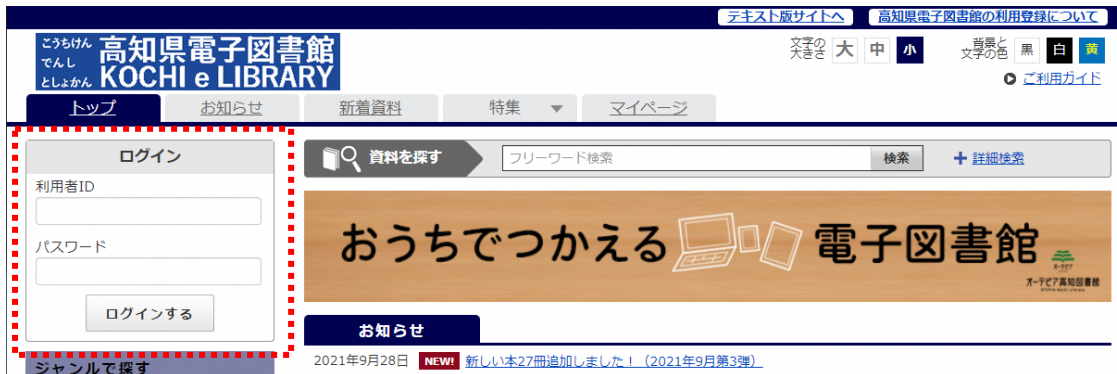 テキスト版サイトへ 高知県電子図書館の利用登録について
こうちけん でんし としょかん 高知県電子図書館
KOCHI e LIBRARY
文字の大きさ 大 中 小 背景と文字の色 黒 白 黄
ご利用ガイド
トップ お知らせ 新着資料 特集 ▼ マイページ
ログイン
利用者ID
パスワード
ログインする
ジャンルで探す
資料を探す フリーワード検索 検索 + 詳細検索
おうちでつかえる 電子図書館
オーテピア
オーテピア高知図書館
お知らせ
2021年9月28日 NEW! 新しい本27冊追加しました！（2021年9月第3弾）